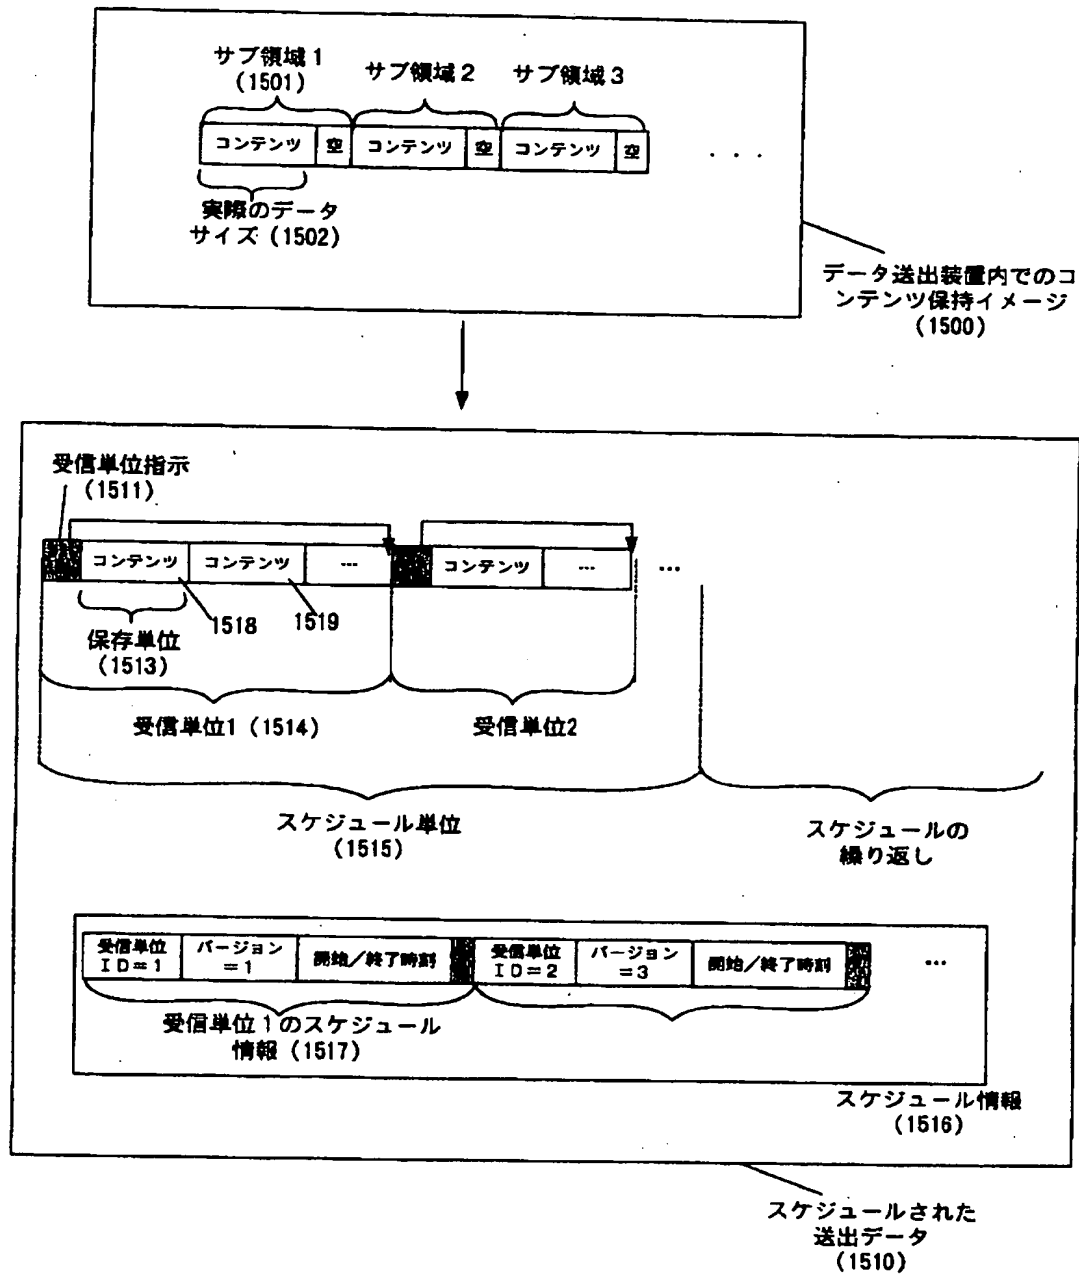 サブ領域1
(1501)
サブ領域2
サブ領域3
コンテンツ
空
コンテンツ
空
コンテンツ
空
・・・
実際のデータ
サイズ(1502)
データ送出装置内でのコ
ンテンツ保持イメージ
(1500)
受信単位指示
(1511)
コンテンツ
コンテンツ
…
コンテンツ
…
…
1518
1519
保存単位
(1513)
受信単位1(1514)
受信単位2
スケジュール単位
(1515)
スケジュールの
繰り返し
受信単位
ID=1
バージョン
=1
開始/終了時刻
受信単位
ID=2
バージョン
=3
開始/終了時刻
…
受信単位1のスケジュール
情報(1517)
スケジュール情報
(1516)
スケジュールされた
送出データ
(1510)